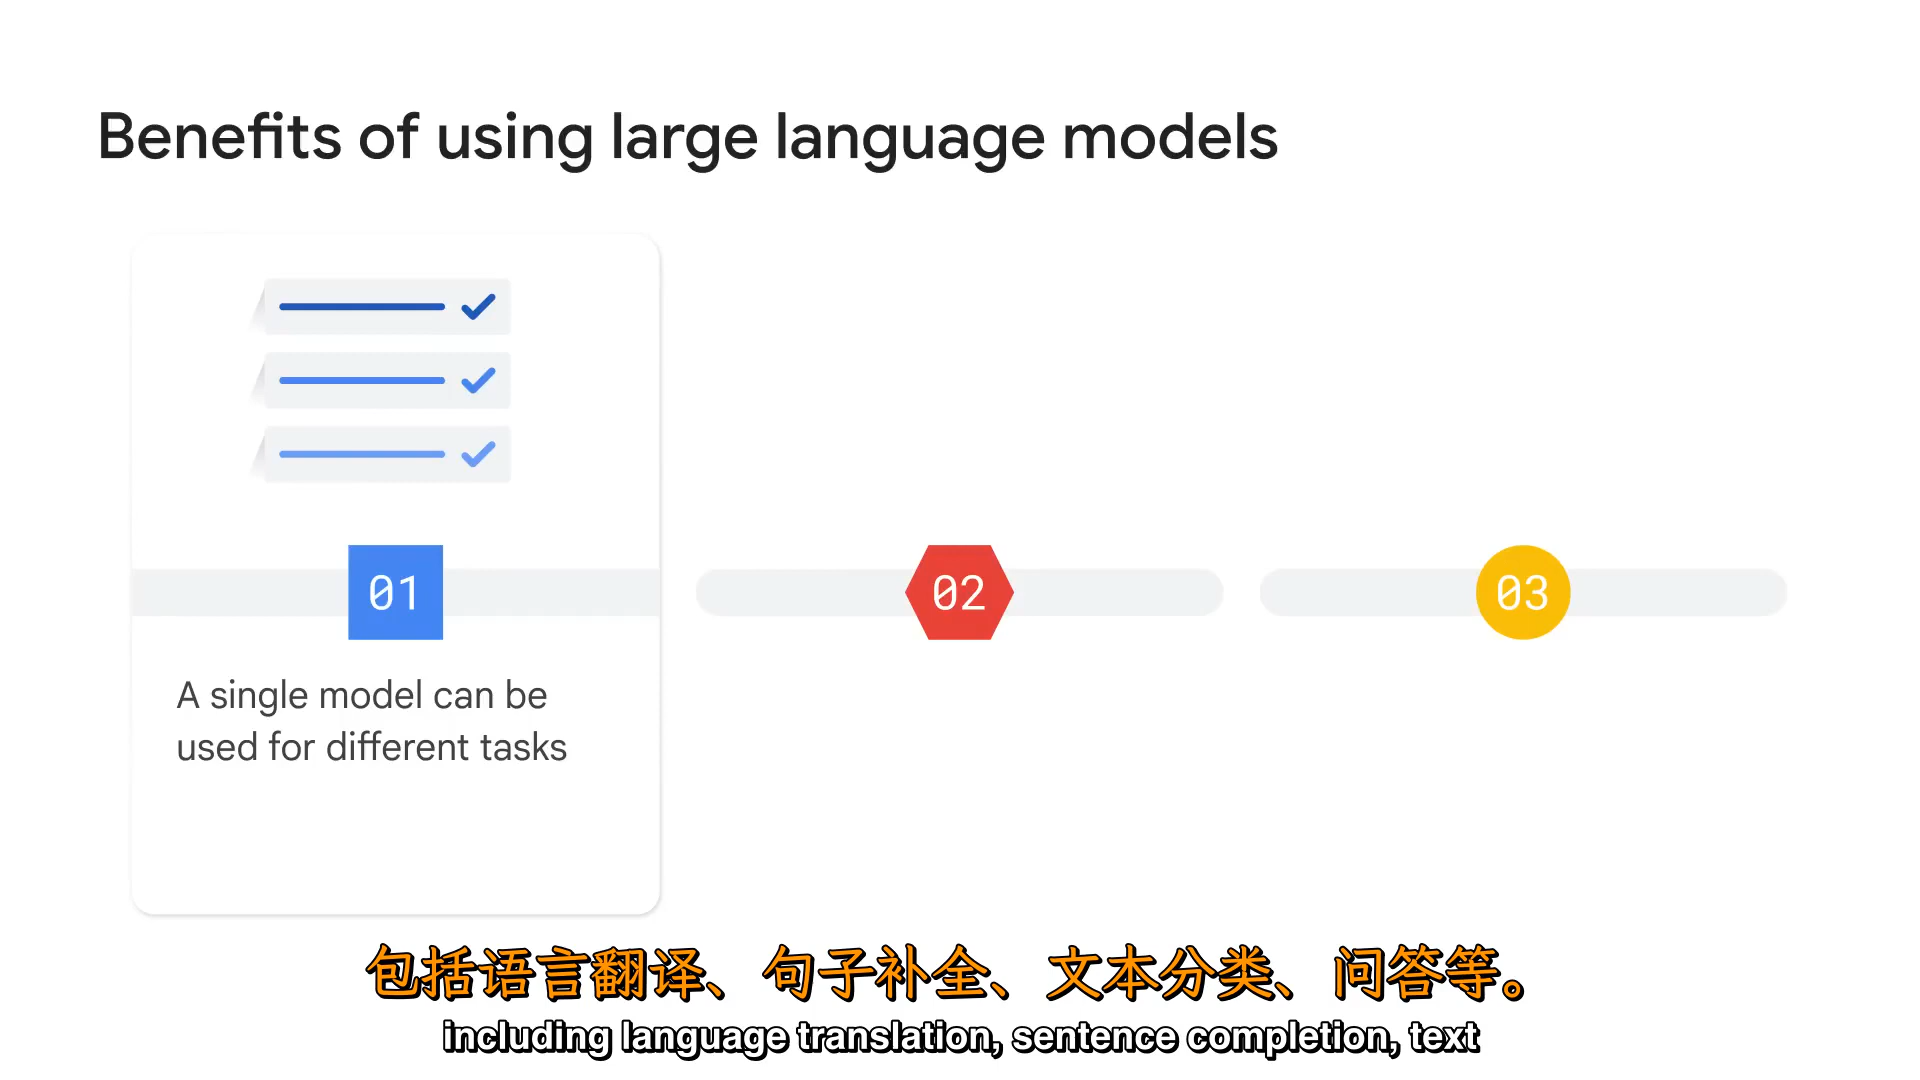 Benefits of using large language models
01
02
03
A single model can be
used for different tasks
包括语言翻译、句子补全、文本分类、问答等。
including language translation, sentence completion, text